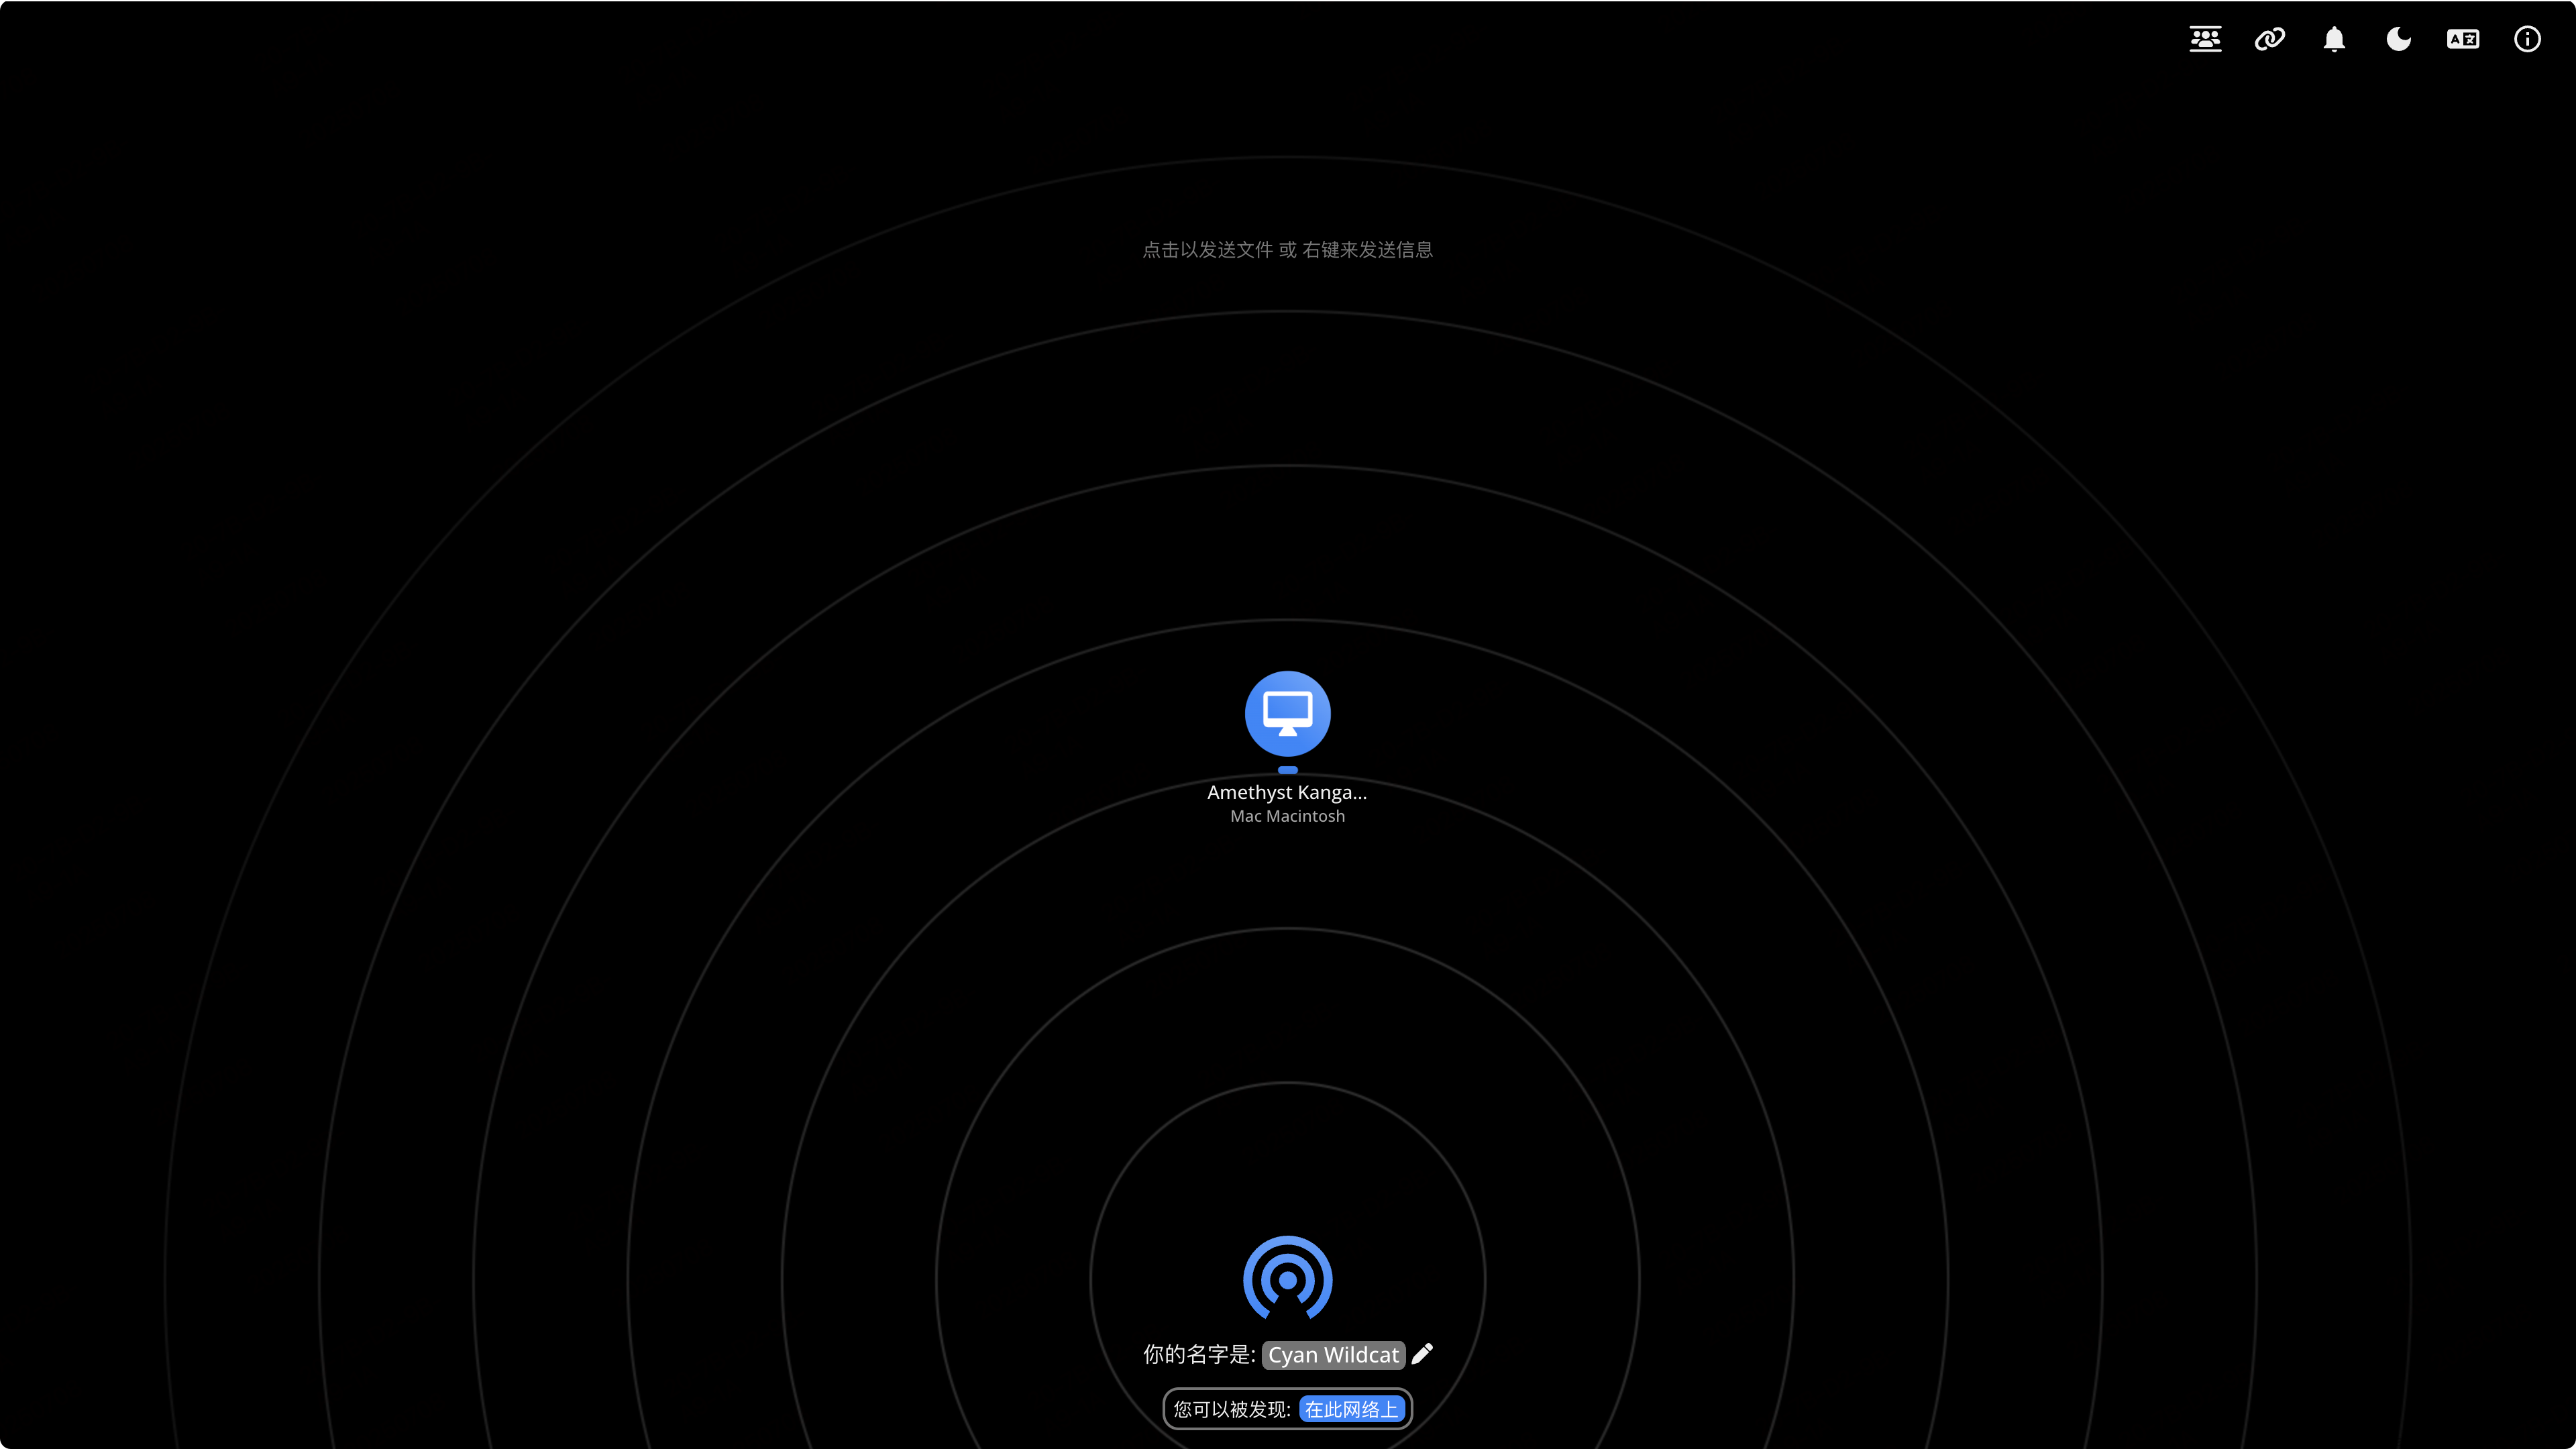 点击以发送文件 或 右键来发送信息
Amethyst Kanga...
Mac Macintosh
你的名字是: Cyan Wildcat
您可以被发现: 在此网络上